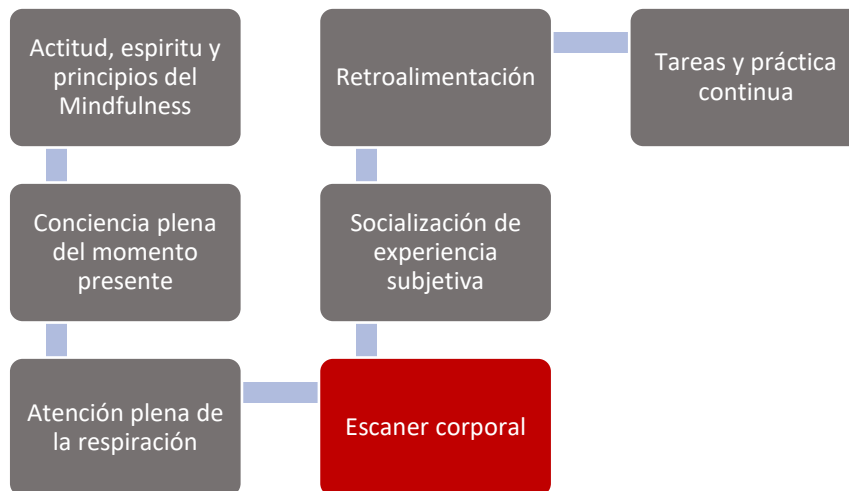 Actitud, espiritu y
principios del
Mindfulness
Conciencia plena
del momento
presente
Atención plena de
la respiración
Escaner corporal
Socialización de
experiencia
subjetiva
Retroalimentación
Tareas y práctica
continua